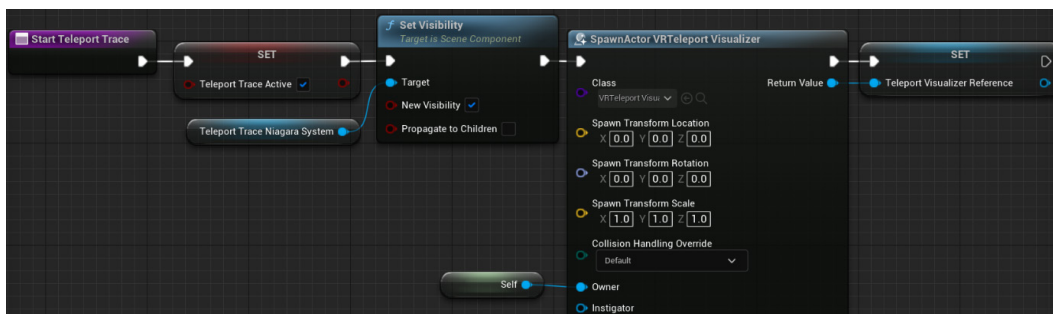 Start Teleport Trace
SET
Teleport Trace Active
Teleport Trace Niagara System
f Set Visibility
Target is Scene Component
Target
New Visibility
Propagate to Children
SpawnActor VRTeleport Visualizer
Class
Return Value
VRTeleport Visu
Spawn Transform Location
X 0.0 Y 0.0 Z 0.0
Spawn Transform Rotation
X 0.0 Y 0.0 Z 0.0
Spawn Transform Scale
X 1.0 Y 1.0 Z 1.0
Collision Handling Override
Default
Self
Owner
Instigator
SET
Teleport Visualizer Reference